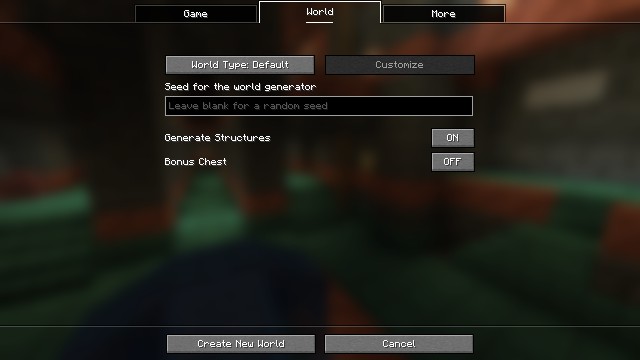 Game World More
World Type: Default Customize
Seed for the world generator
Leave blank for a random seed
Generate Structures ON
Bonus Chest OFF
Create New World Cancel